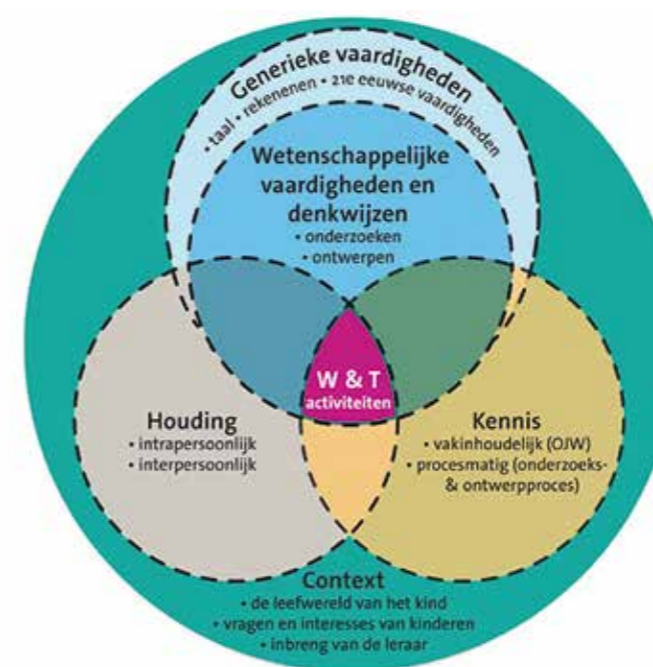 Generieke vaardigheden
• taal • rekenenen • 21e eeuwse vaardigheden
Wetenschappelijke
vaardigheden en
denkwijzen
• onderzoeken
• ontwerpen
W & T
activiteiten
Houding
• intrapersoonlijk
• interpersoonlijk
Kennis
• vakinhoudelijk (OJW)
• procesmatig (onderzoeks-
& ontwerpproces)
Context
• de leefwereld van het kind
• vragen en interesses van kinderen
• inbreng van de leraar